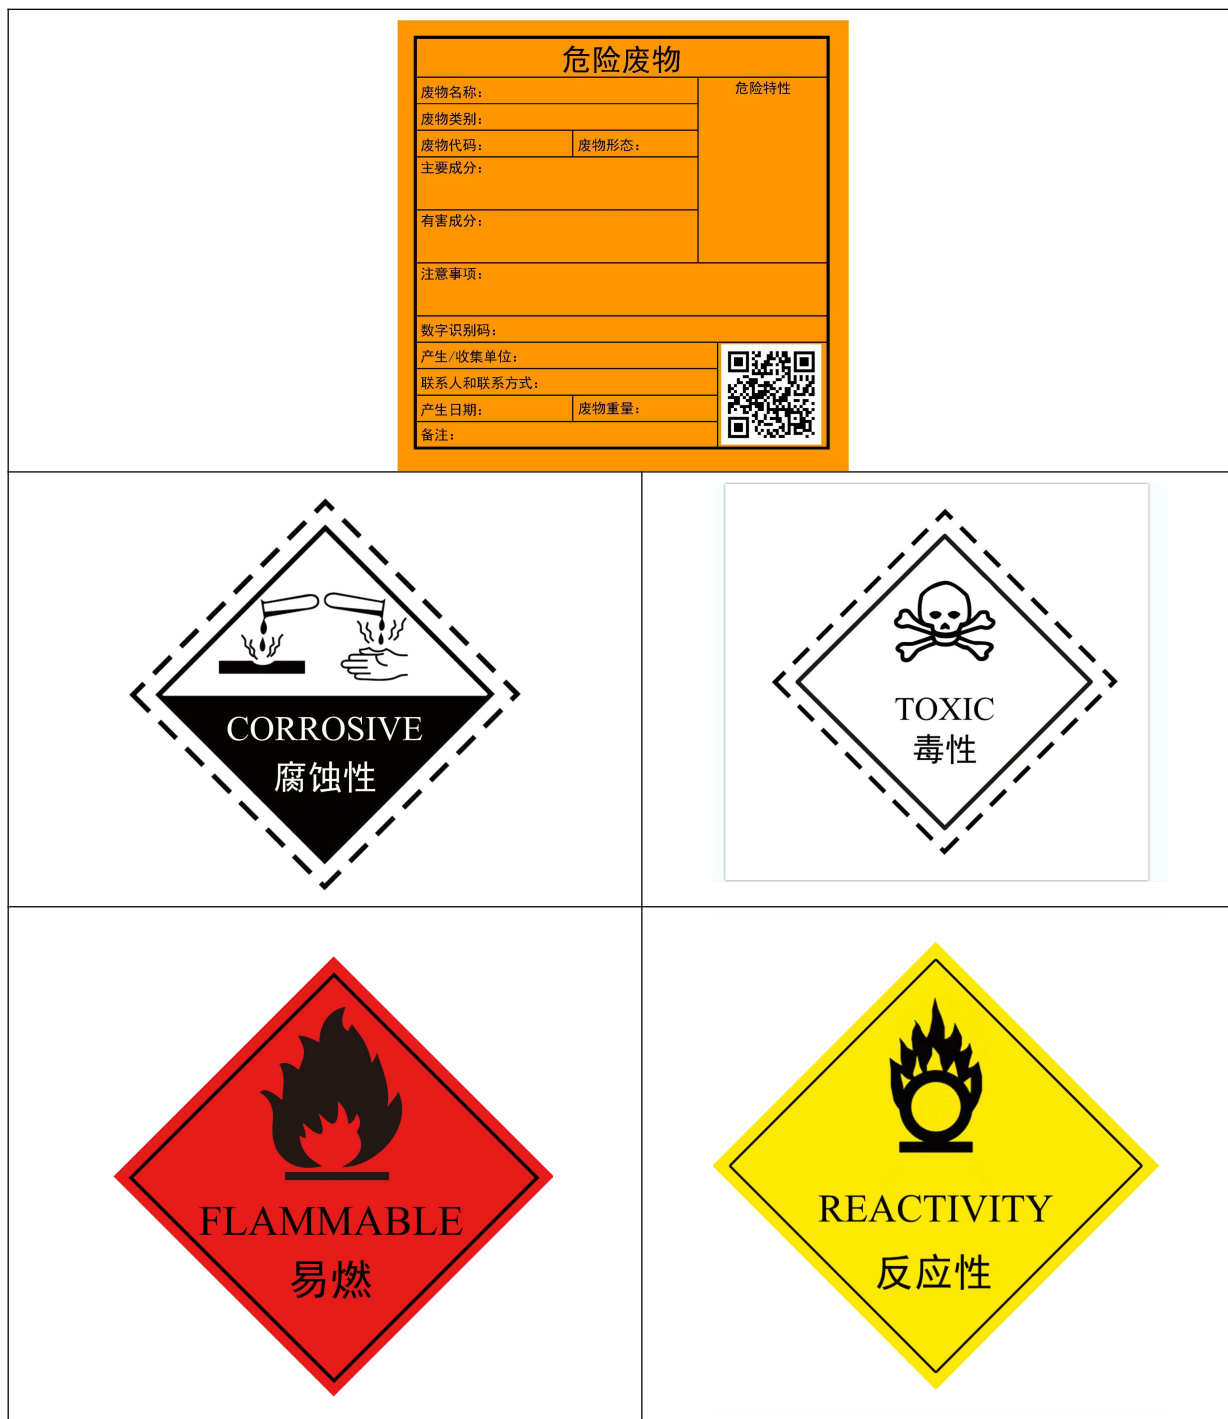 危险废物
废物名称：
危险特性
废物类别：
废物代码：
废物形态：
主要成分：
有害成分：
注意事项：
数字识别码：
产生/收集单位：
联系人和联系方式：
产生日期：
废物重量：
备注：
CORROSIVE
腐蚀性
TOXIC
毒性
FLAMMABLE
易燃
REACTIVITY
反应性